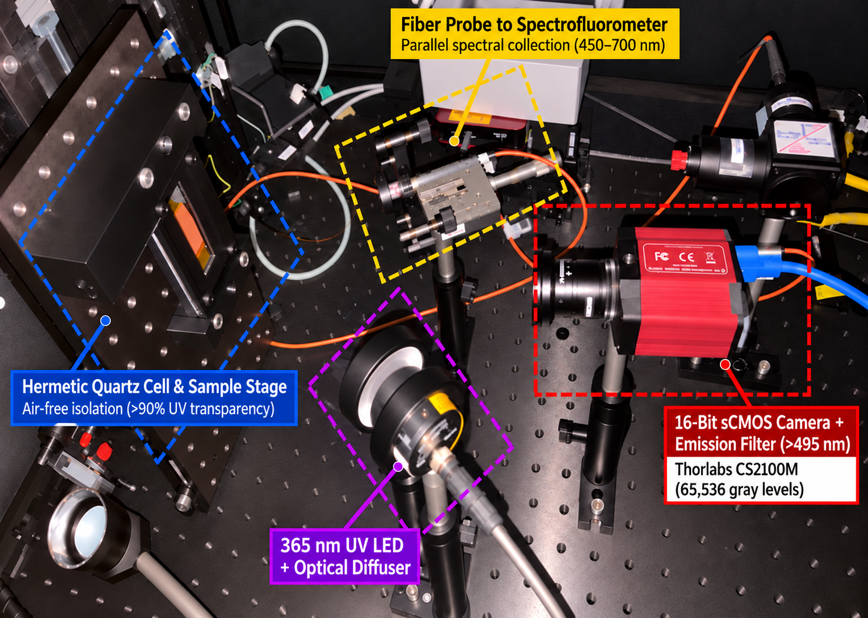 Fiber Probe to Spectrofluorometer
Parallel spectral collection (450–700 nm)
FC CE
Hermetic Quartz Cell & Sample Stage
Air-free isolation (>90% UV transparency)
16-Bit sCMOS Camera +
Emission Filter (>495 nm)
Thorlabs CS2100M
(65,536 gray levels)
365 nm UV LED
+ Optical Diffuser